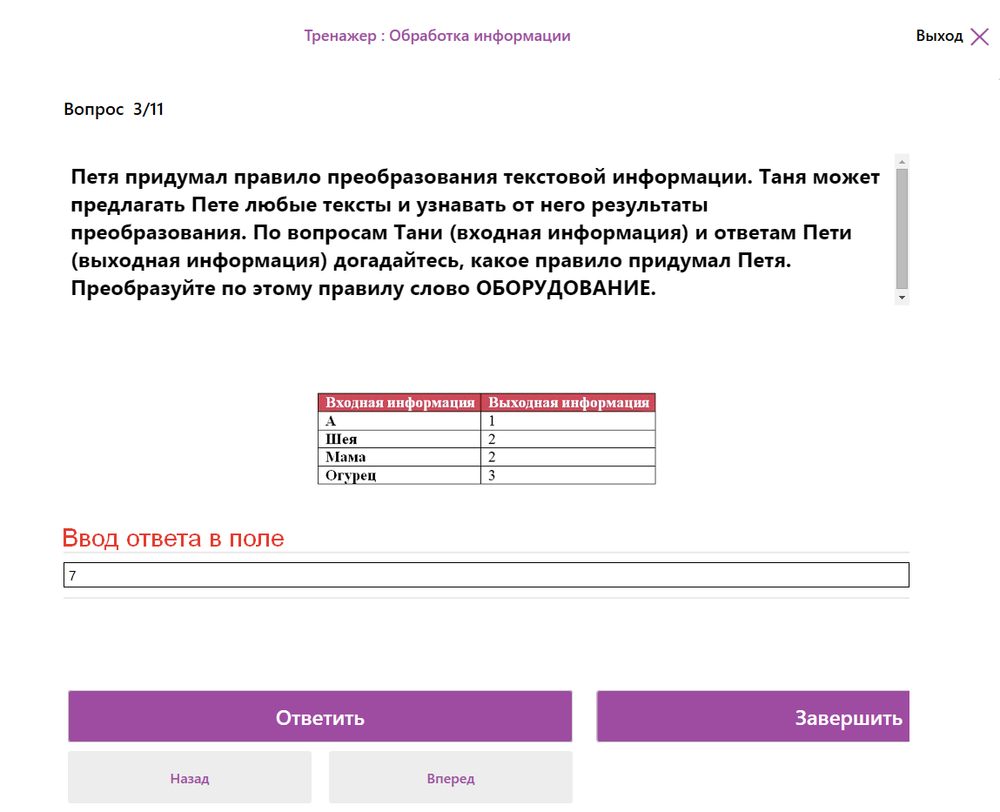 Тренажер : Обработка информации
Выход
Вопрос 3/11
Петя придумал правило преобразования текстовой информации. Таня может
предлагать Пете любые тексты и узнавать от него результаты
преобразования. По вопросам Тани (входная информация) и ответам Пети
(выходная информация) догадайтесь, какое правило придумал Петя.
Преобразуйте по этому правилу слово ОБОРУДОВАНИЕ.
Входная информация Выходная информация
А 1
Шея 2
Мама 2
Огурец 3
Ввод ответа в поле
7
Ответить Завершить
Назад Вперед